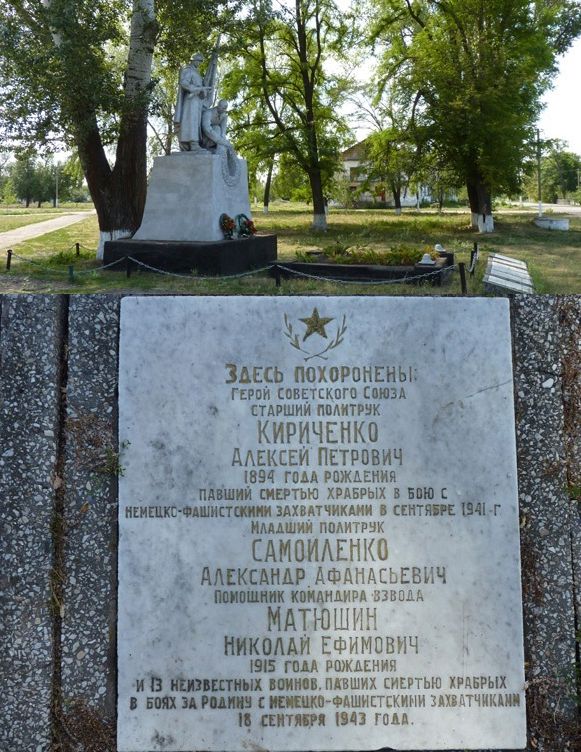 Здесь похоронены:
Герой Советского Союза
старший политрук
Кириченко
Алексей Петрович
1894 года рождения
павший смертью храбрых в бою с
немецко-фашистскими захватчиками в сентябре 1941 г
Младший политрук
Самойленко
Александр Афанасьевич
Помощник командира взвода
Матюшин
Николай Ефимович
1915 года рождения
и 13 неизвестных воинов, павших смертью храбрых
в боях за Родину с немецко-фашистскими захватчиками
18 сентября 1943 года.